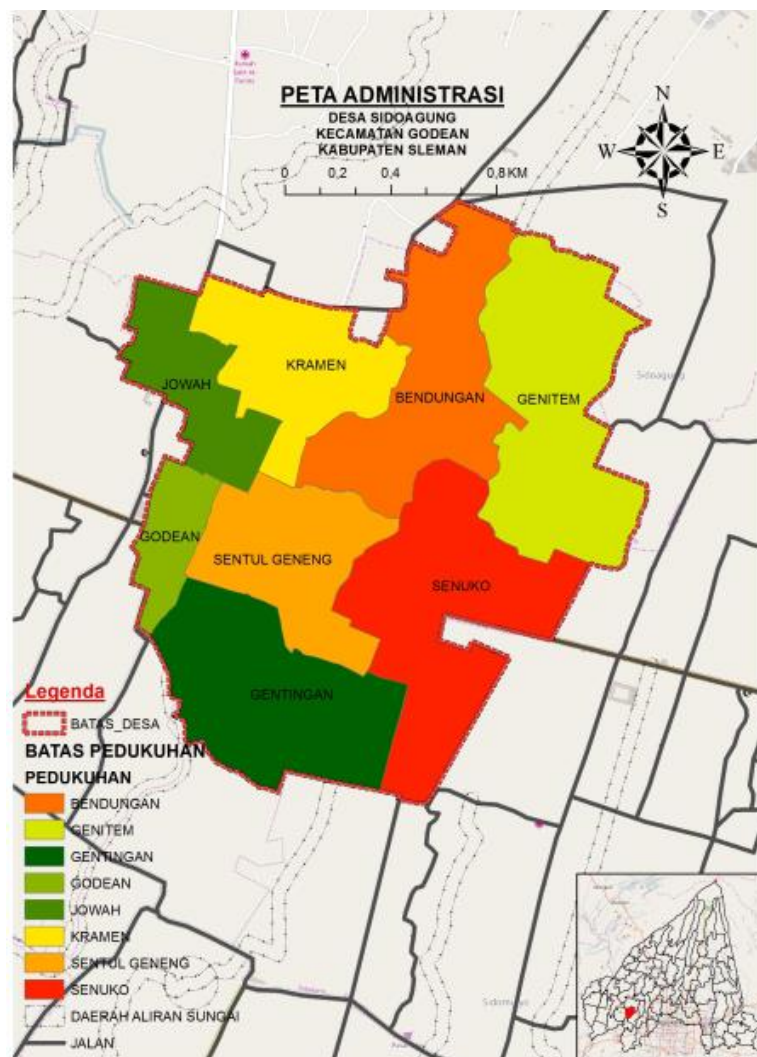 PETA ADMINISTRASI
DESA SIDOAGUNG
KECAMATAN GODEAN
KABUPATEN SLEMAN
0 0,2 0,4 0,8 KM
N
W E
S
KRAMEN
JOWAH
BENDUNGAN
GENITEM
Sidoagung
GODEAN
SENTUL GENENG
SENUKO
GENTINGAN
Legenda
BATAS_DESA
BATAS PEDUKUHAN
PEDUKUHAN
BENDUNGAN
GENITEM
GENTINGAN
GODEAN
JOWAH
KRAMEN
SENTUL GENENG
SENUKO
DAERAH ALIRAN SUNGAI
JALAN